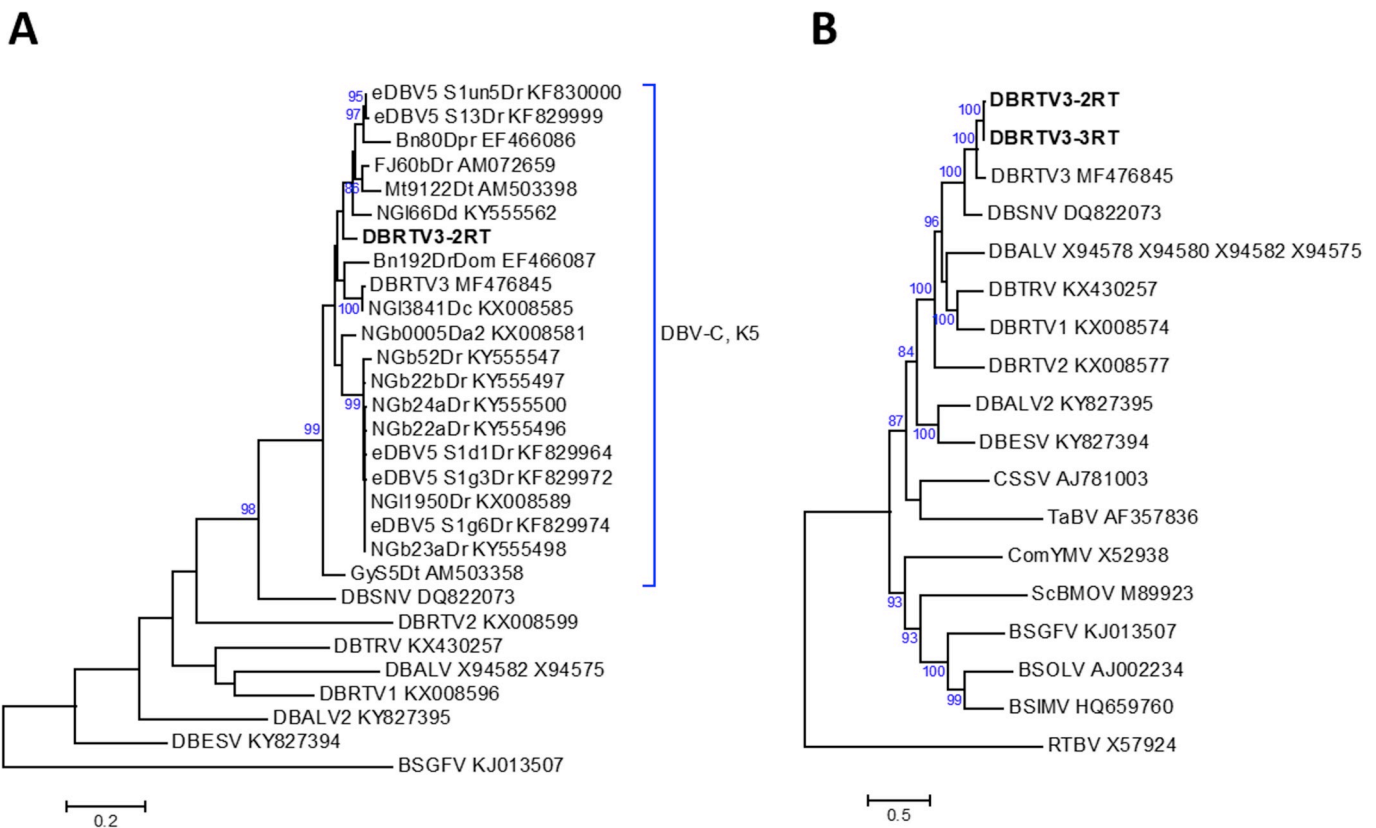 A
95
eDBV5 S1un5Dr KF830000
97
eDBV5 S13Dr KF829999
Bn80Dpr EF466086
FJ60bDr AM072659
86
Mt9122Dt AM503398
NGl66Dd KY555562
DBRTV3-2RT
Bn192DrDom EF466087
DBRTV3 MF476845
100
NGl3841Dc KX008585
NGb0005Da2 KX008581
DBV-C, K5
NGb52Dr KY555547
NGb22bDr KY555497
99
NGb24aDr KY555500
NGb22aDr KY555496
99
eDBV5 S1d1Dr KF829964
eDBV5 S1g3Dr KF829972
NGl1950Dr KX008589
98
eDBV5 S1g6Dr KF829974
NGb23aDr KY555498
GyS5Dt AM503358
DBSNV DQ822073
DBRTV2 KX008599
DBTRV KX430257
DBALV X94582 X94575
DBRTV1 KX008596
DBALV2 KY827395
DBESV KY827394
BSGFV KJ013507
0.2
B
100
DBRTV3-2RT
100
DBRTV3-3RT
100
DBRTV3 MF476845
96
DBSNV DQ822073
DBALV X94578 X94580 X94582 X94575
100
DBTRV KX430257
100
DBRTV1 KX008574
84
DBRTV2 KX008577
DBALV2 KY827395
87
100
DBESV KY827394
CSSV AJ781003
TaBV AF357836
ComYMV X52938
93
ScBMOV M89923
93
BSGFV KJ013507
100
BSOLV AJ002234
99
BSIMV HQ659760
RTBV X57924
0.5